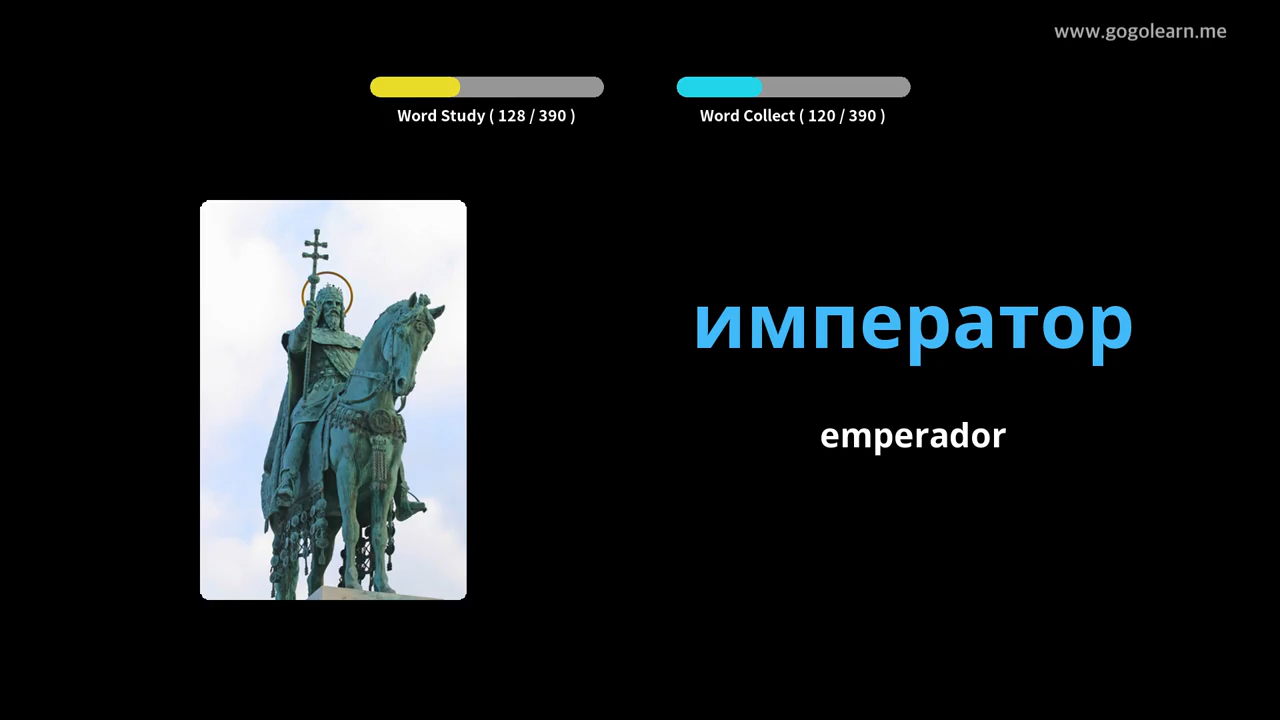 www.gogolearn.me
Word Study ( 128 / 390 )
Word Collect ( 120 / 390 )
император
emperador